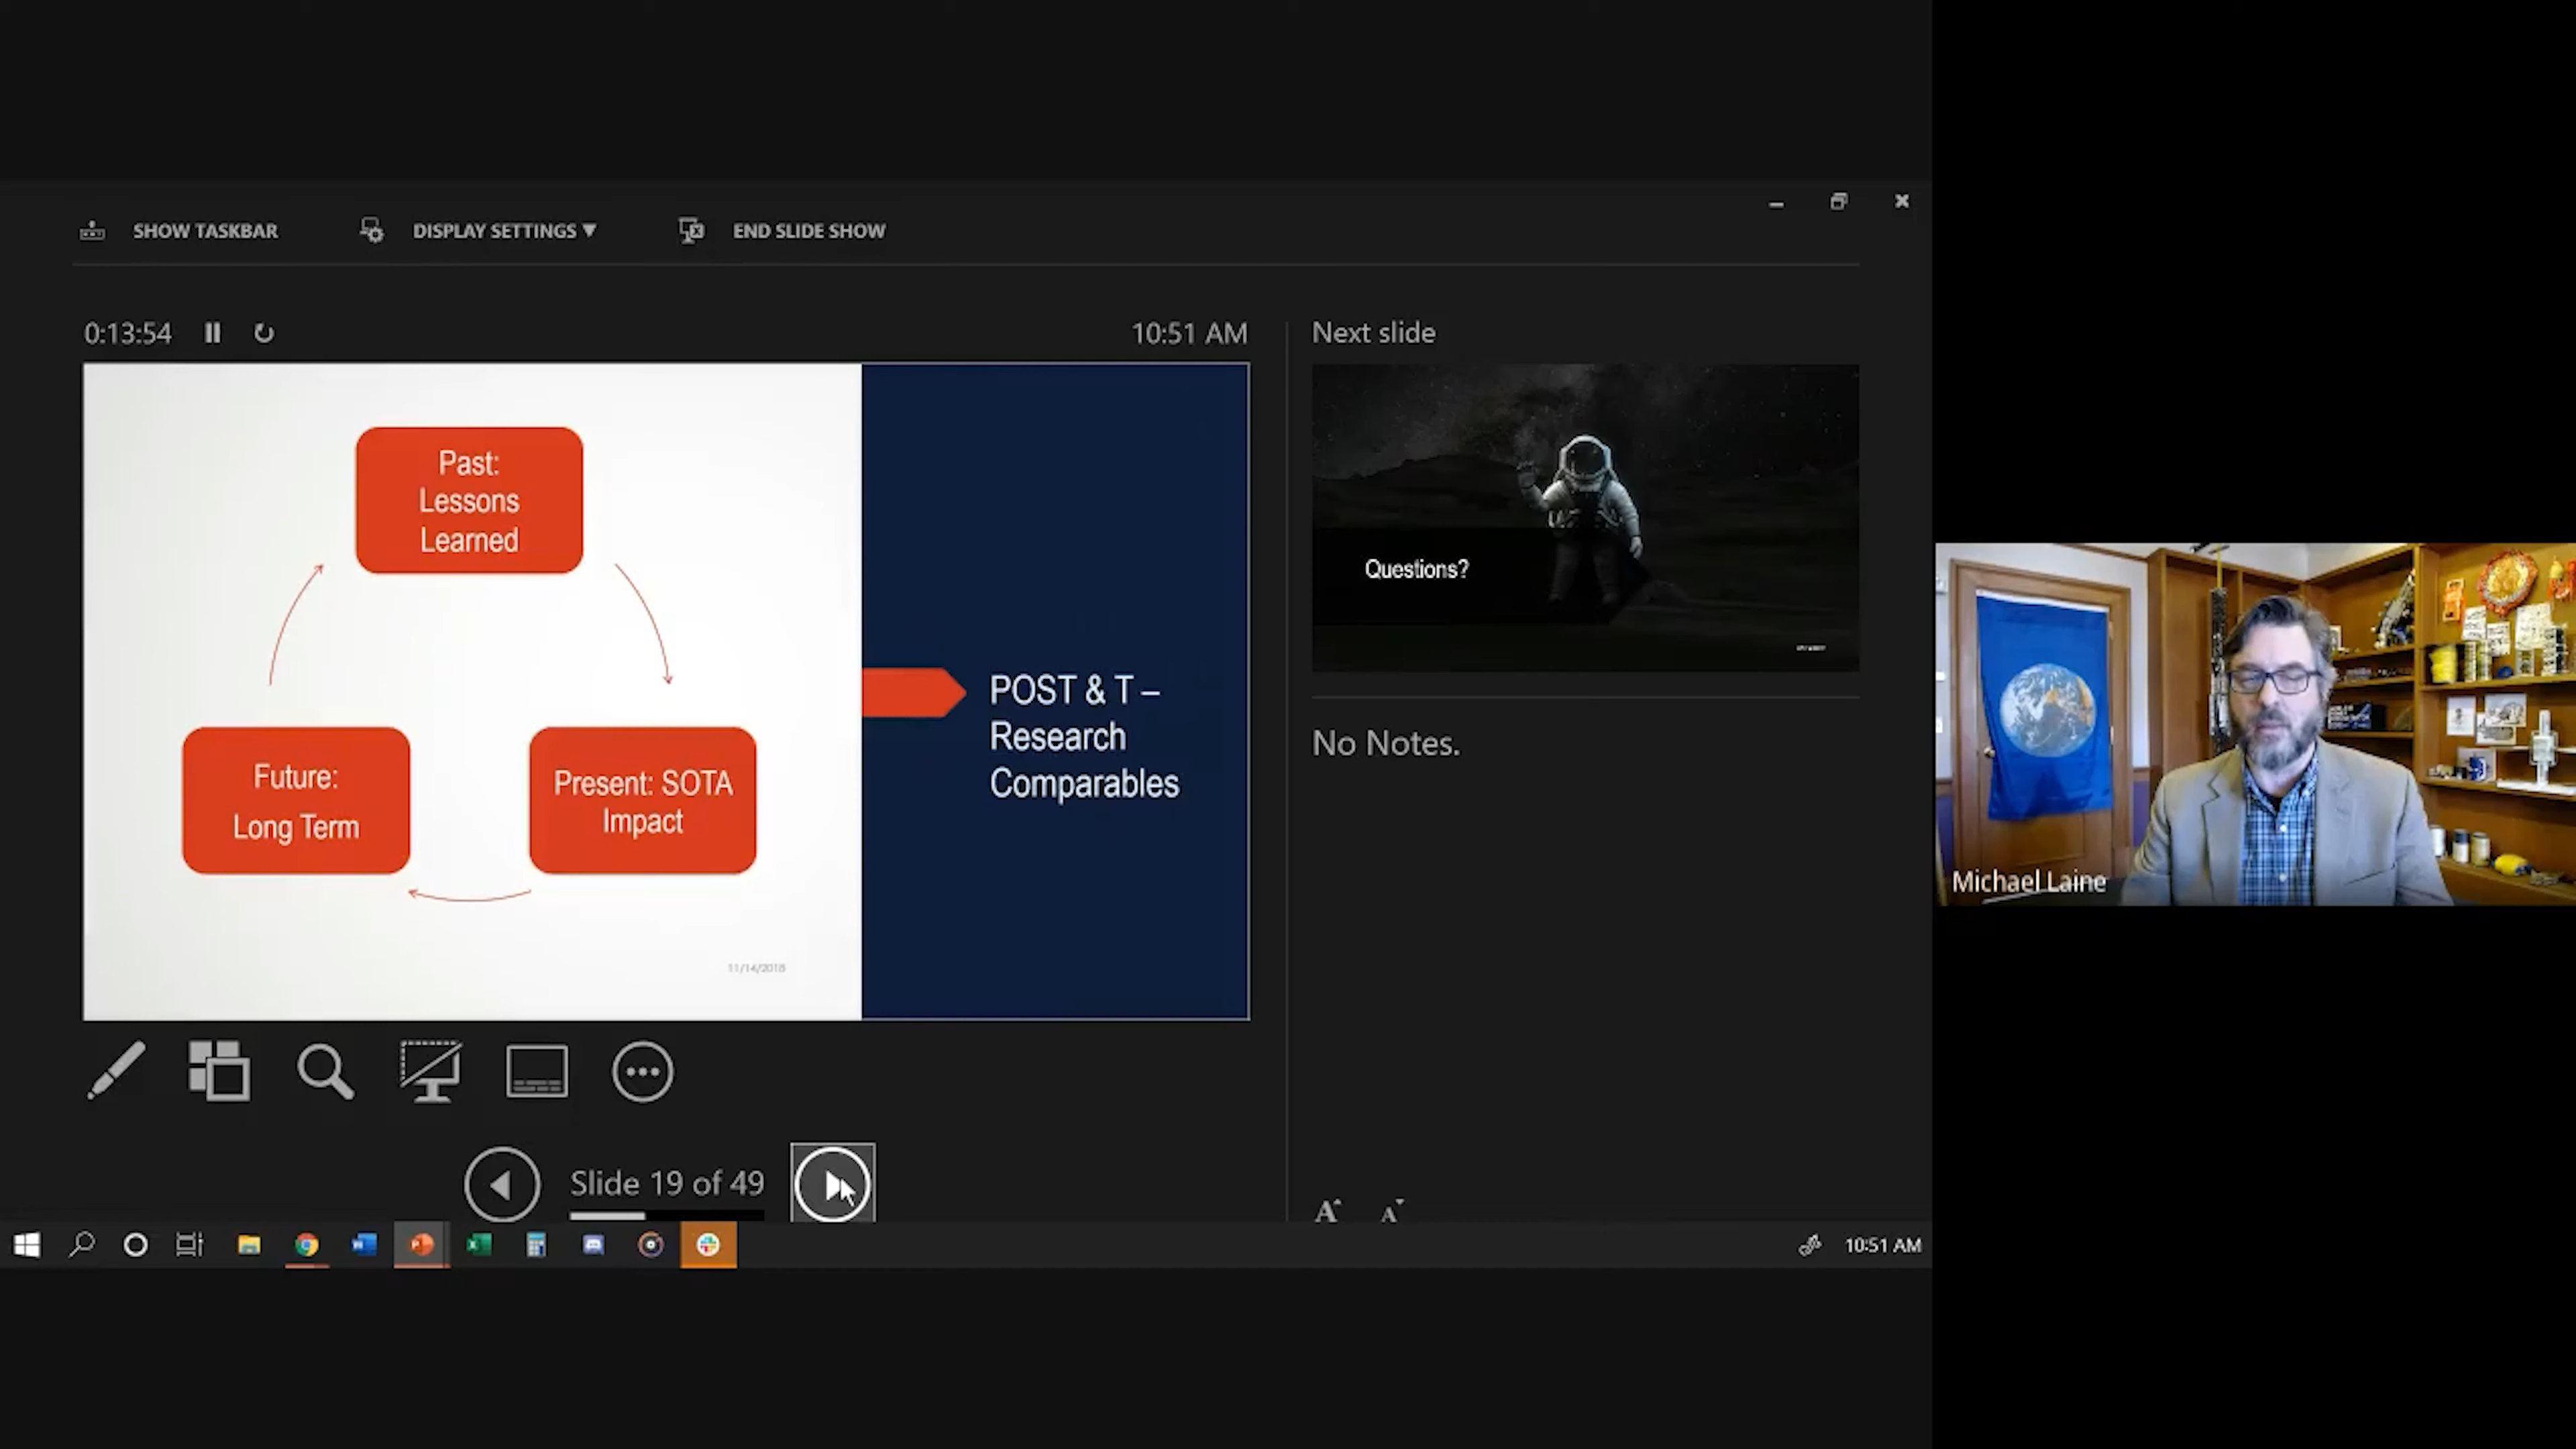 SHOW TASKBAR
DISPLAY SETTINGS ▼
END SLIDE SHOW
0:13:54
10:51 AM
Next slide
Past:
Lessons
Learned
Future:
Long Term
Present: SOTA
Impact
POST & T –
Research
Comparables
11/14/2018
Questions?
No Notes.
Michael Laine
Slide 19 of 49
A
A
10:51 AM